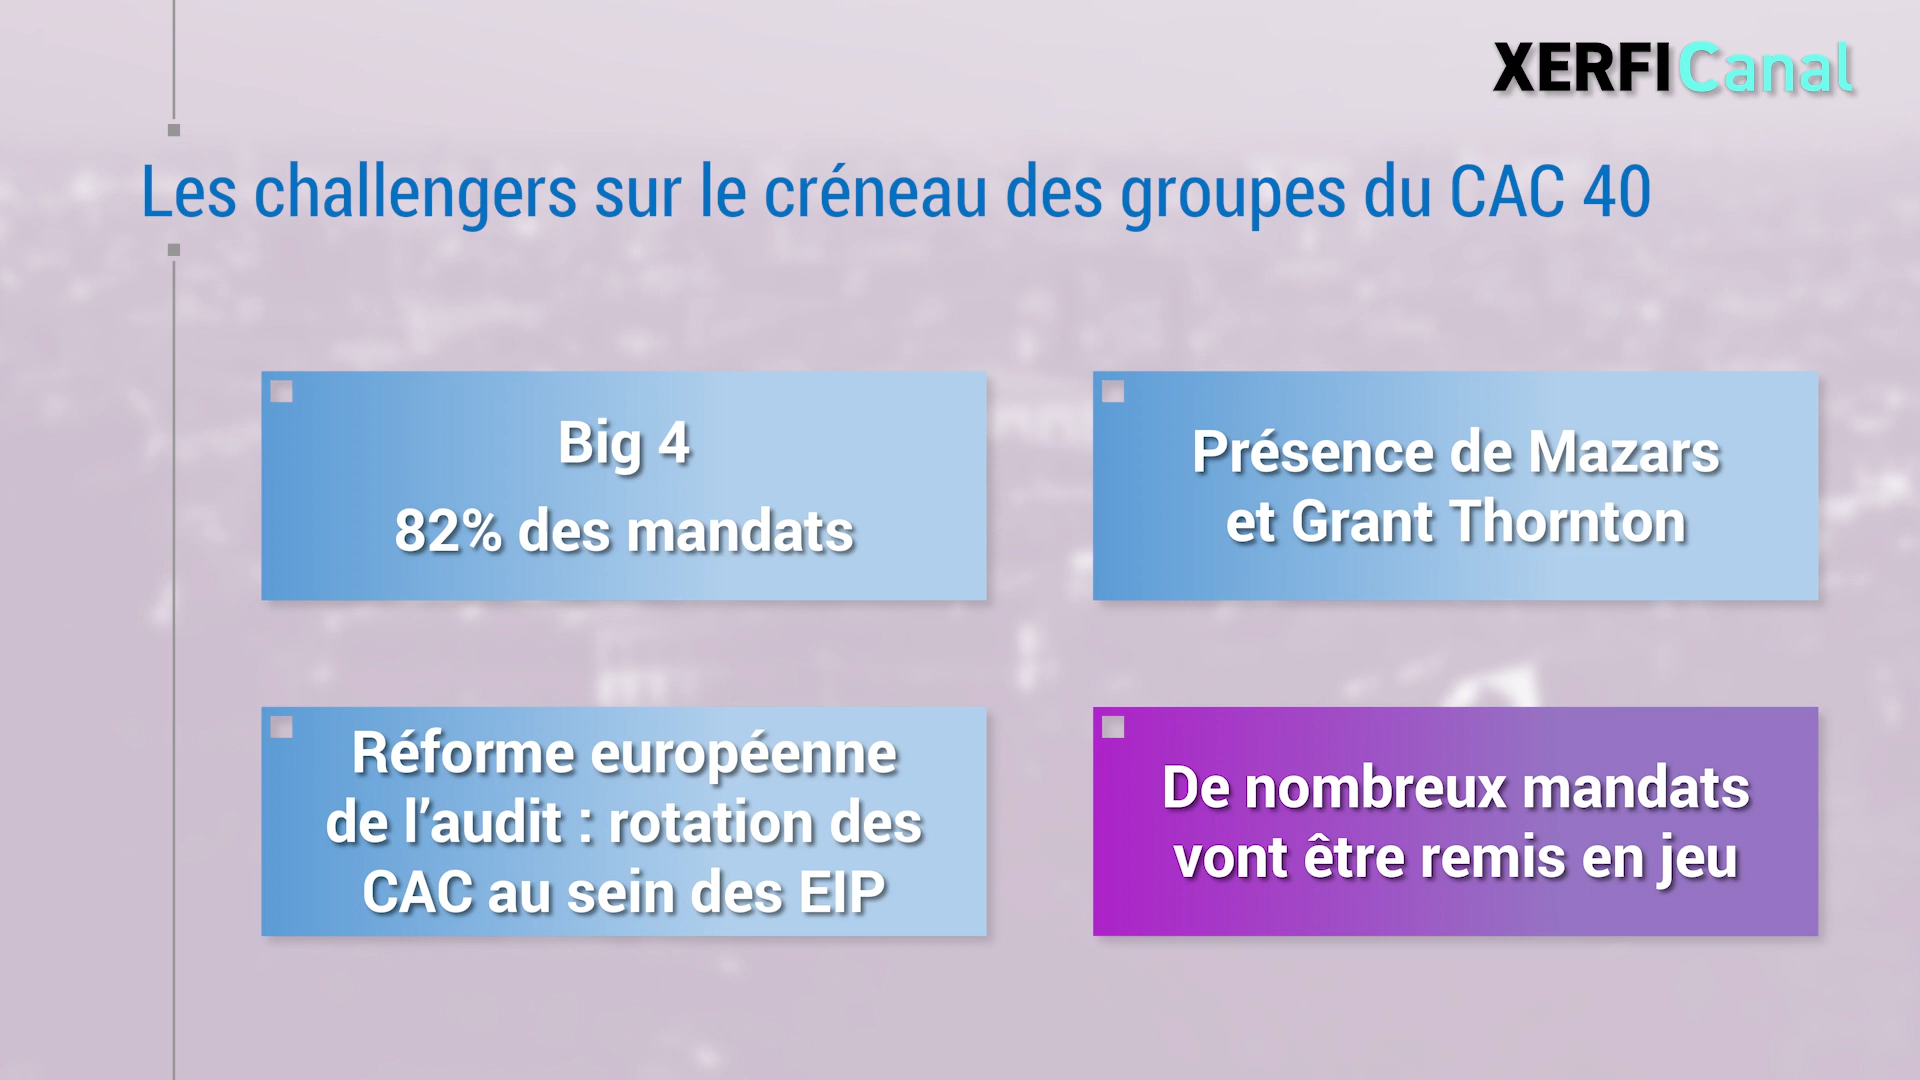 XERFI Canal
Les challengers sur le créneau des groupes du CAC 40
Big 4
82% des mandats
Présence de Mazars
et Grant Thornton
Réforme européenne
de l’audit : rotation des
CAC au sein des EIP
De nombreux mandats
vont être remis en jeu